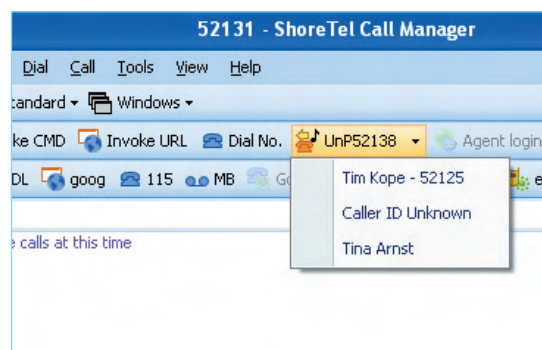 52131 - ShoreTel Call Manager
Dial Call Tools View Help
tandard Windows
ke CMD Invoke URL Dial No. UnP52138 Agent login
DL goog 115 MB Go
Tim Kope - 52125
Caller ID Unknown
Tina Arnst
e calls at this time